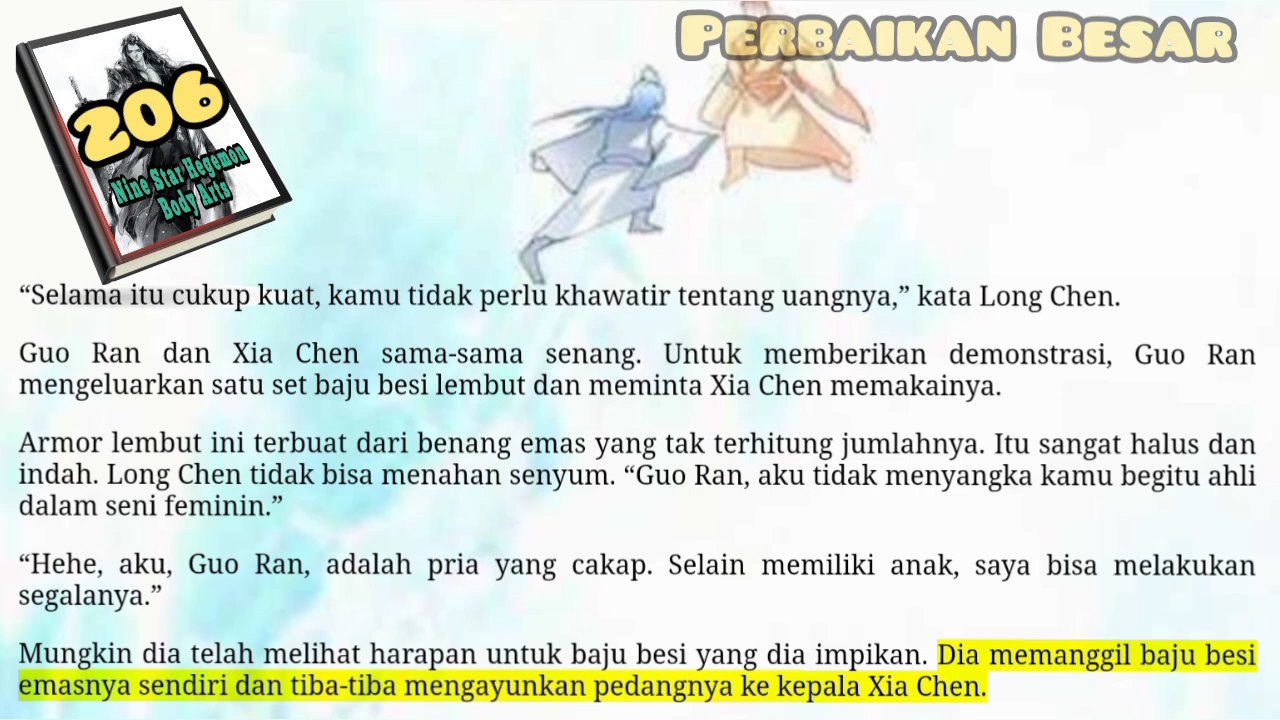 Perbaikan Besar
206
Nine Star Hegemon
Body Arts
“Selama itu cukup kuat, kamu tidak perlu khawatir tentang uangnya,” kata Long Chen.
Guo Ran dan Xia Chen sama-sama senang. Untuk memberikan demonstrasi, Guo Ran
mengeluarkan satu set baju besi lembut dan meminta Xia Chen memakainya.
Armor lembut ini terbuat dari benang emas yang tak terhitung jumlahnya. Itu sangat halus dan
indah. Long Chen tidak bisa menahan senyum. “Guo Ran, aku tidak menyangka kamu begitu ahli
dalam seni feminin.”
“Hehe, aku, Guo Ran, adalah pria yang cakap. Selain memiliki anak, saya bisa melakukan
segalanya.”
Mungkin dia telah melihat harapan untuk baju besi yang dia impikan. Dia memanggil baju besi
emasnya sendiri dan tiba-tiba mengayunkan pedangnya ke kepala Xia Chen.